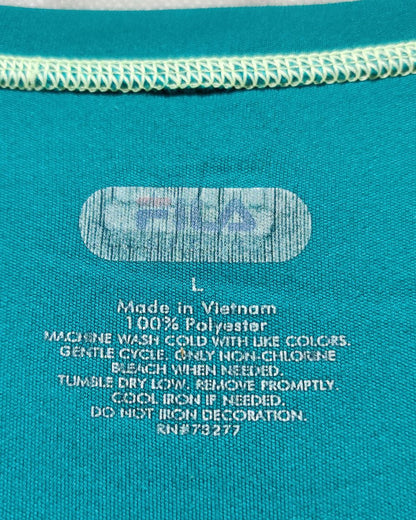 FILA
L
Made in Vietnam
100% Polyester
MACHINE WASH COLD WITH LIKE COLORS.
GENTLE CYCLE. ONLY NON-CHLORINE
BLEACH WHEN NEEDED.
TUMBLE DRY LOW. REMOVE PROMPTLY.
COOL IRON IF NEEDED.
DO NOT IRON DECORATION.
RN#73277